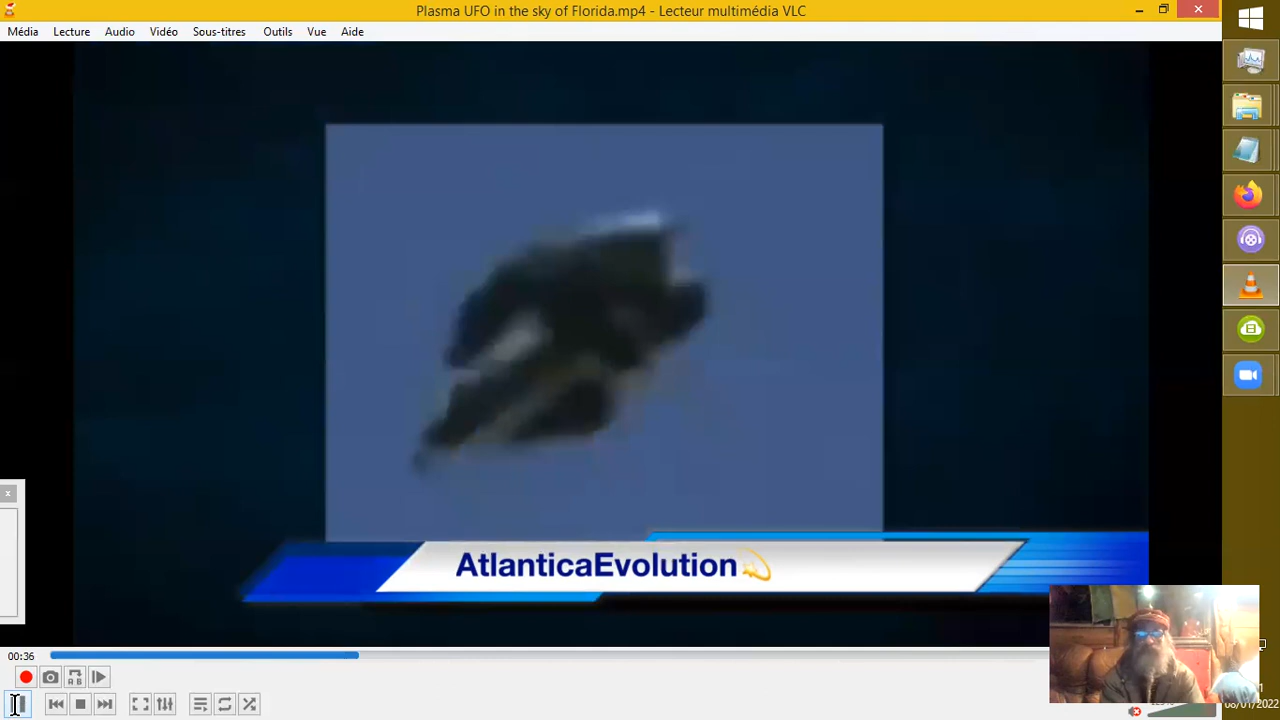 Plasma UFO in the sky of Florida.mp4 - Lecteur multimédia VLC
Média Lecture Audio Vidéo Sous-titres Outils Vue Aide
AtlanticaEvolution💫
00:36
A B
08/01/2022